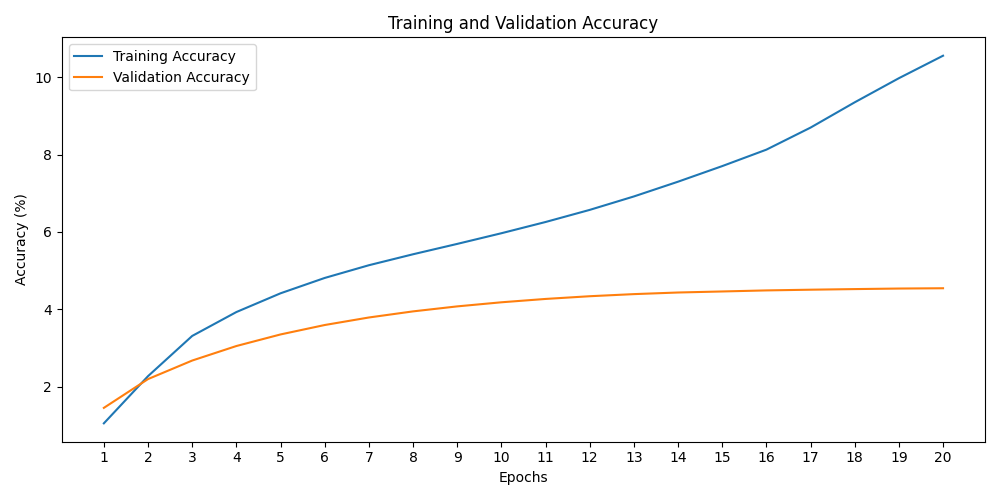 Training and Validation Accuracy
Training Accuracy
Validation Accuracy
10
8
6
4
2
Accuracy (%)
1 2 3 4 5 6 7 8 9 10 11 12 13 14 15 16 17 18 19 20
Epochs